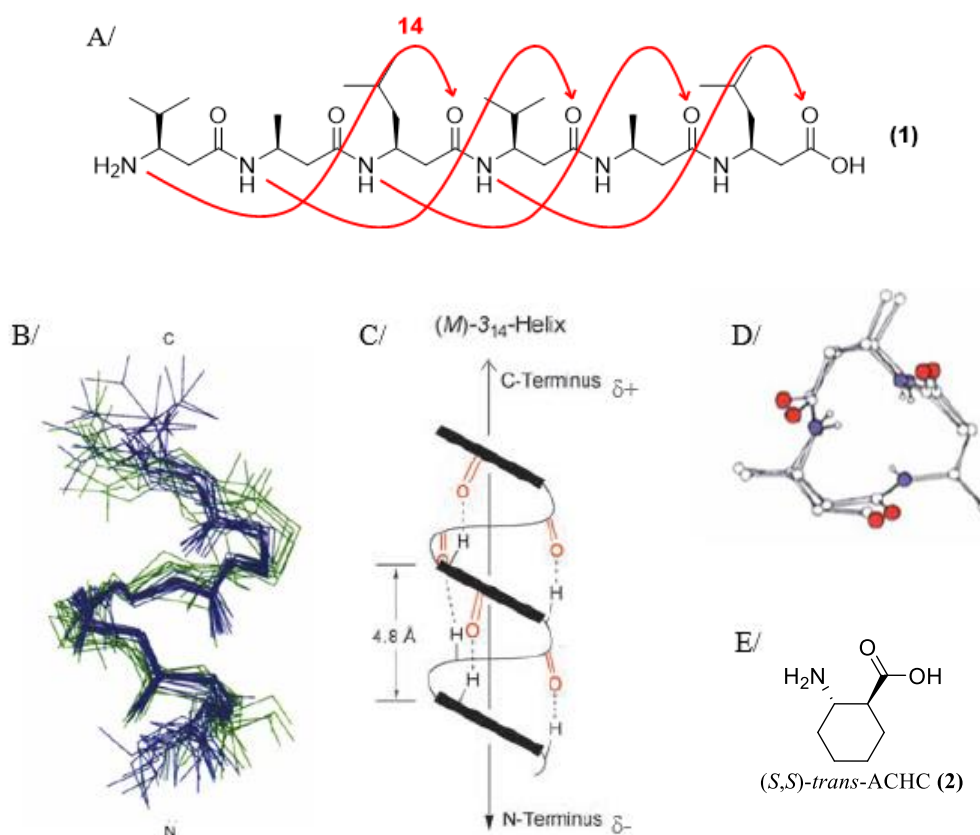 A/
14
O
O
O
O
O
O
(1)
H₂N
N
H
N
H
N
H
N
H
N
H
OH
B/
C
N
C/
(M)-3₁₄-Helix
C-Terminus δ+
O
H
O
O
O
H
4.8 Å
H
O
H
O
H
N-Terminus δ−
D/
E/
O
H₂N
OH
(S,S)-trans-ACHC (2)